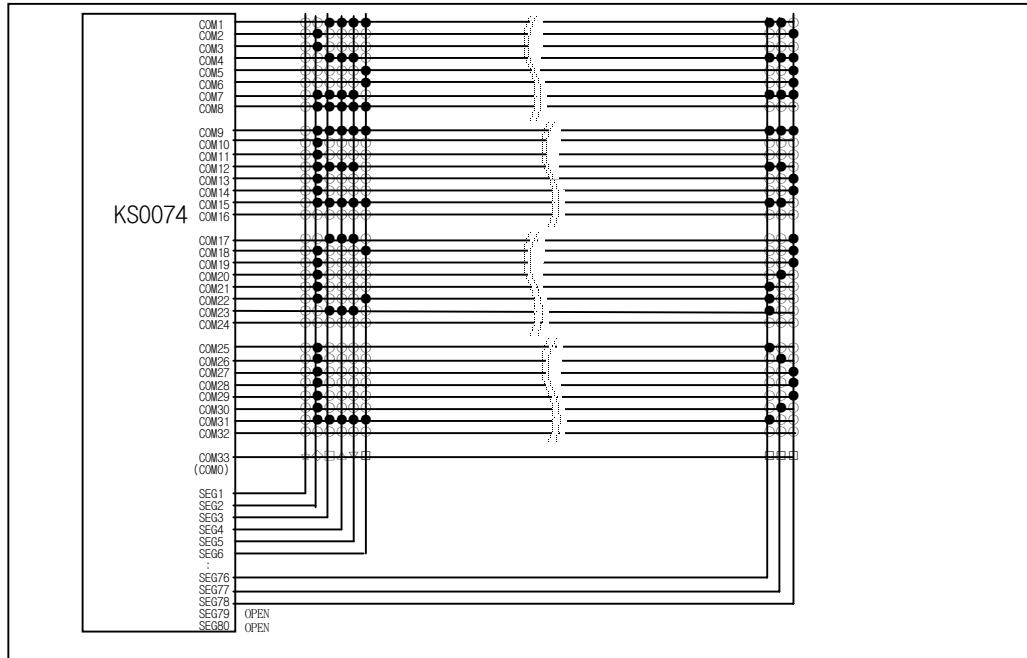 COM1
COM2
COM3
COM4
COM5
COM6
COM7
COM8
COM9
COM10
COM11
COM12
COM13
COM14
COM15
COM16
KS0074
COM17
COM18
COM19
COM20
COM21
COM22
COM23
COM24
COM25
COM26
COM27
COM28
COM29
COM30
COM31
COM32
COM33
(COM0)
SEG1
SEG2
SEG3
SEG4
SEG5
SEG6
:
SEG76
SEG77
SEG78
SEG79 OPEN
SEG80 OPEN